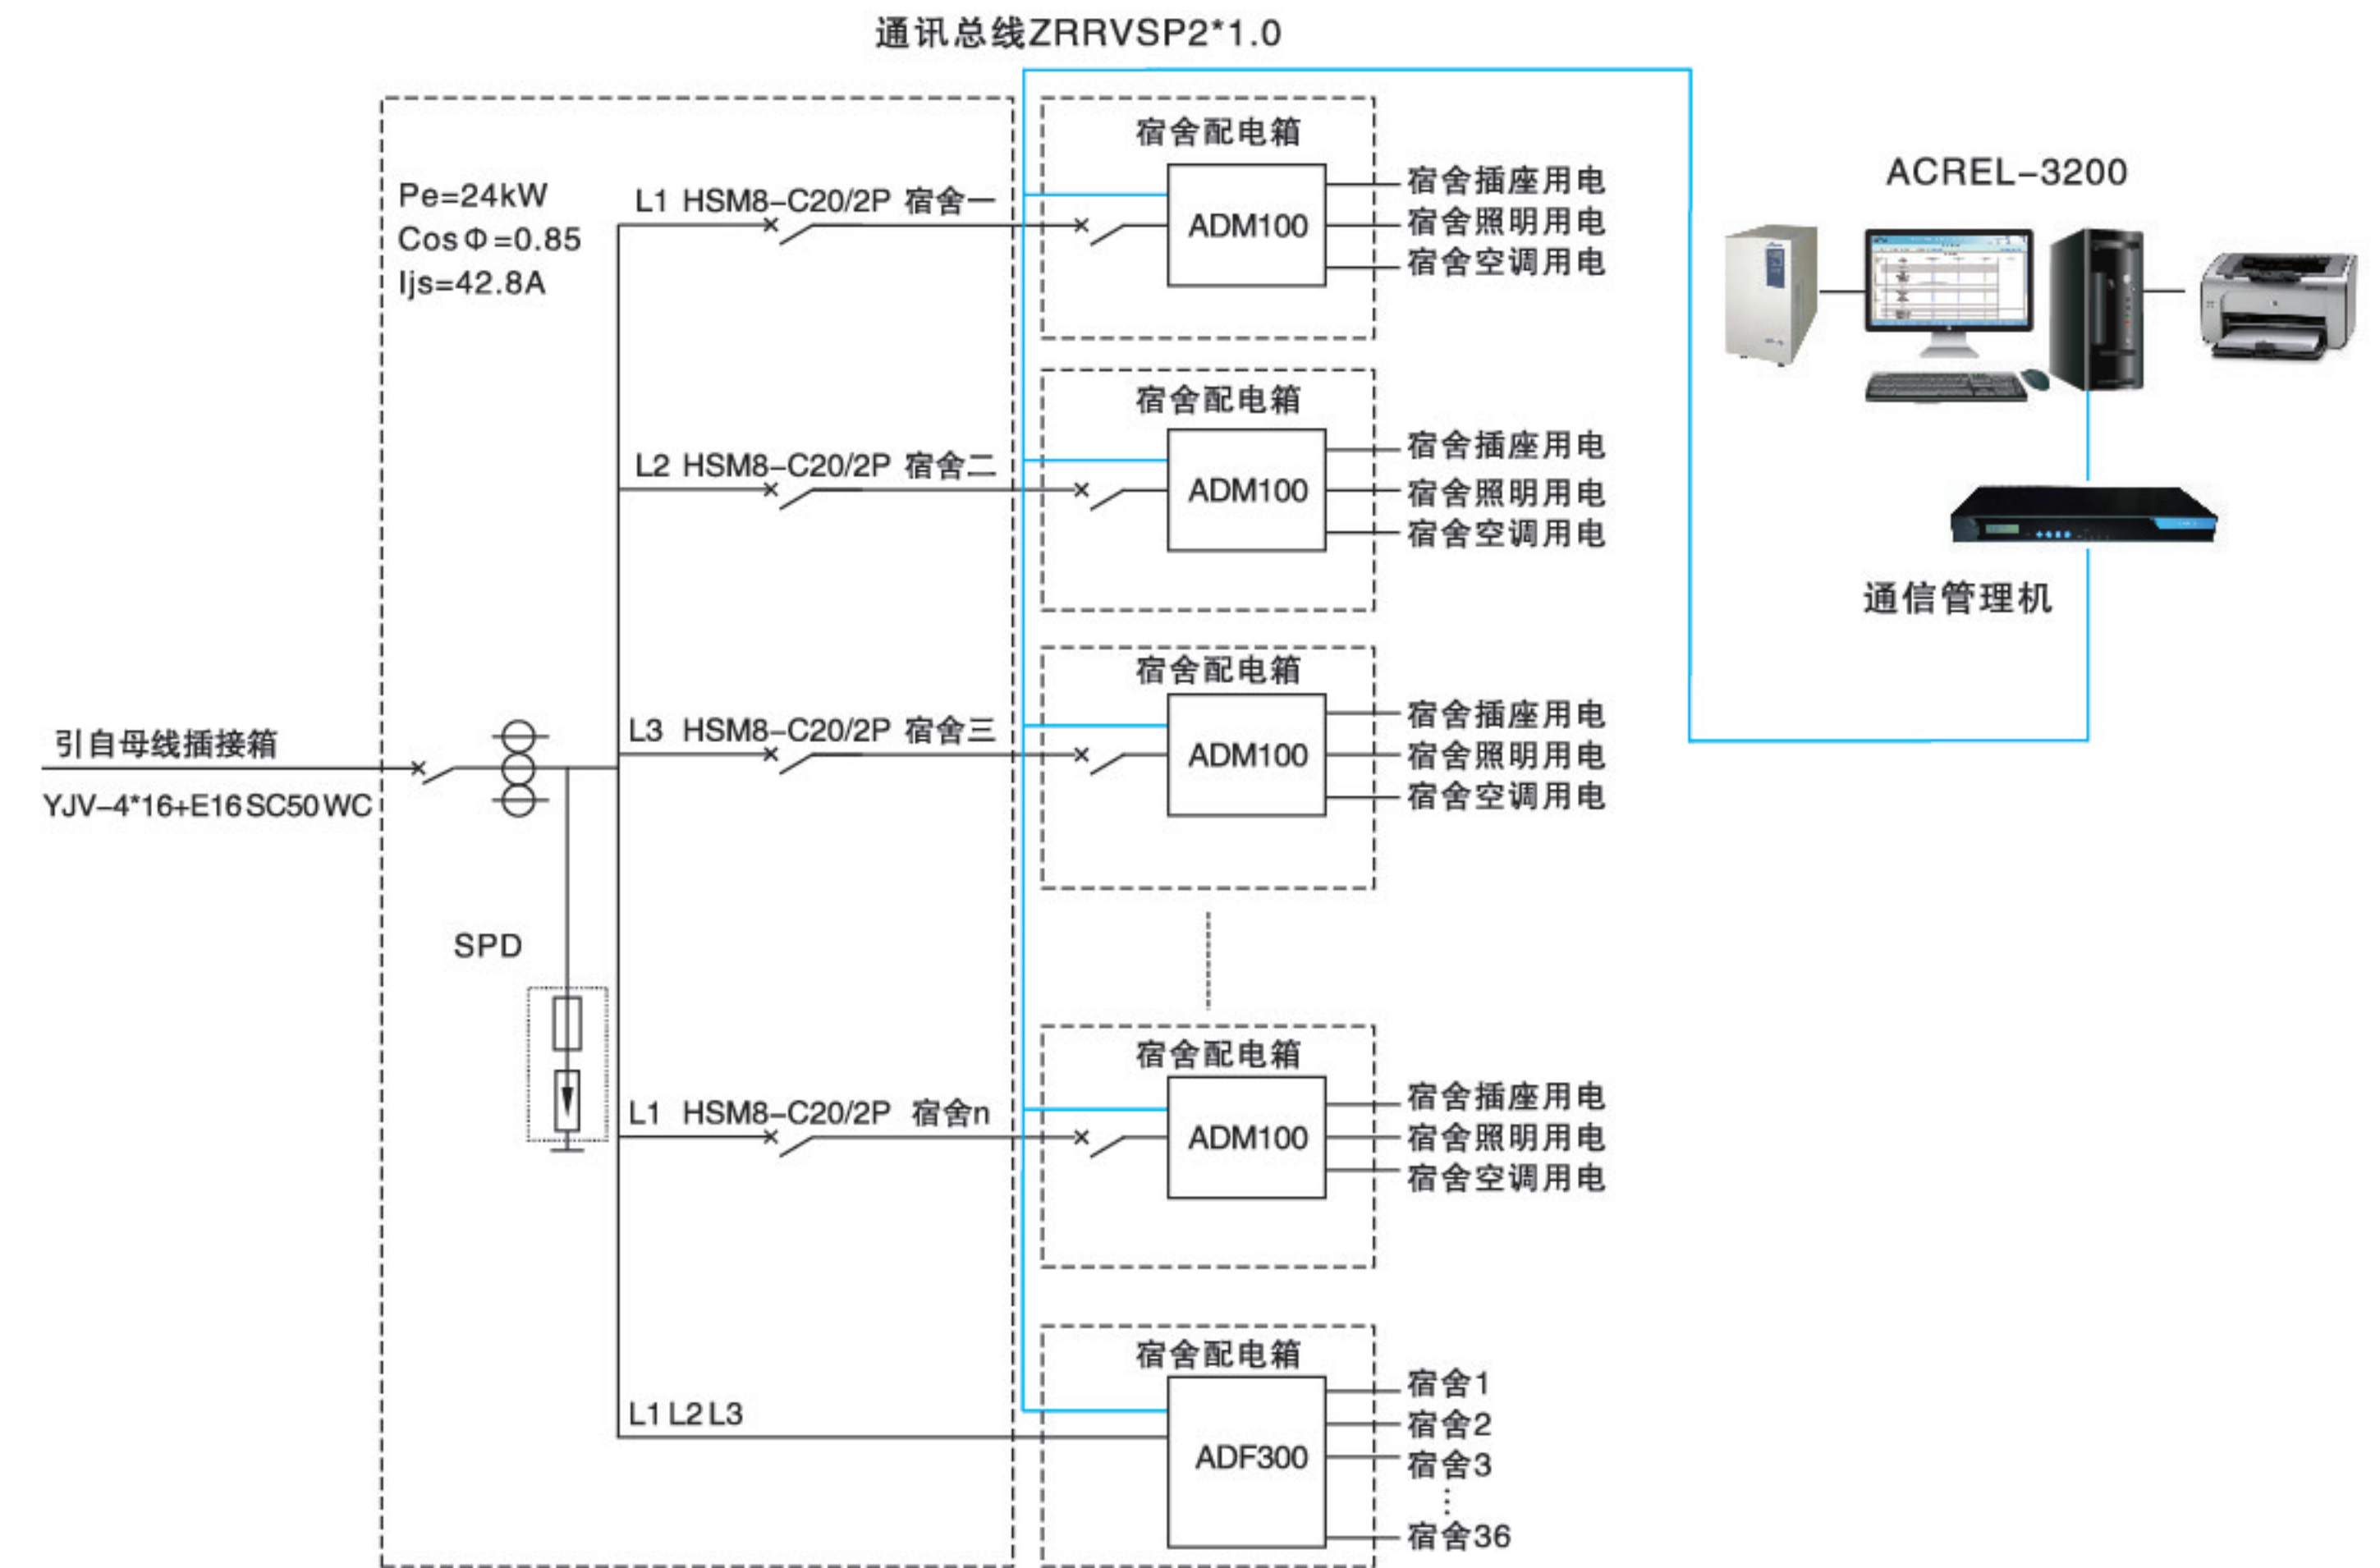 通讯总线ZRRVSP2*1.0
Pe=24kW
CosΦ=0.85
Ijs=42.8A
引自母线插接箱
YJV-4*16+E16 SC50 WC
SPD
L1 HSM8-C20/2P 宿舍一
宿舍配电箱
ADM100
宿舍插座用电
宿舍照明用电
宿舍空调用电
L2 HSM8-C20/2P 宿舍二
宿舍配电箱
ADM100
宿舍插座用电
宿舍照明用电
宿舍空调用电
L3 HSM8-C20/2P 宿舍三
宿舍配电箱
ADM100
宿舍插座用电
宿舍照明用电
宿舍空调用电
L1 HSM8-C20/2P 宿舍n
宿舍配电箱
ADM100
宿舍插座用电
宿舍照明用电
宿舍空调用电
L1 L2 L3
宿舍配电箱
ADF300
宿舍1
宿舍2
宿舍3
宿舍36
ACREL-3200
通信管理机